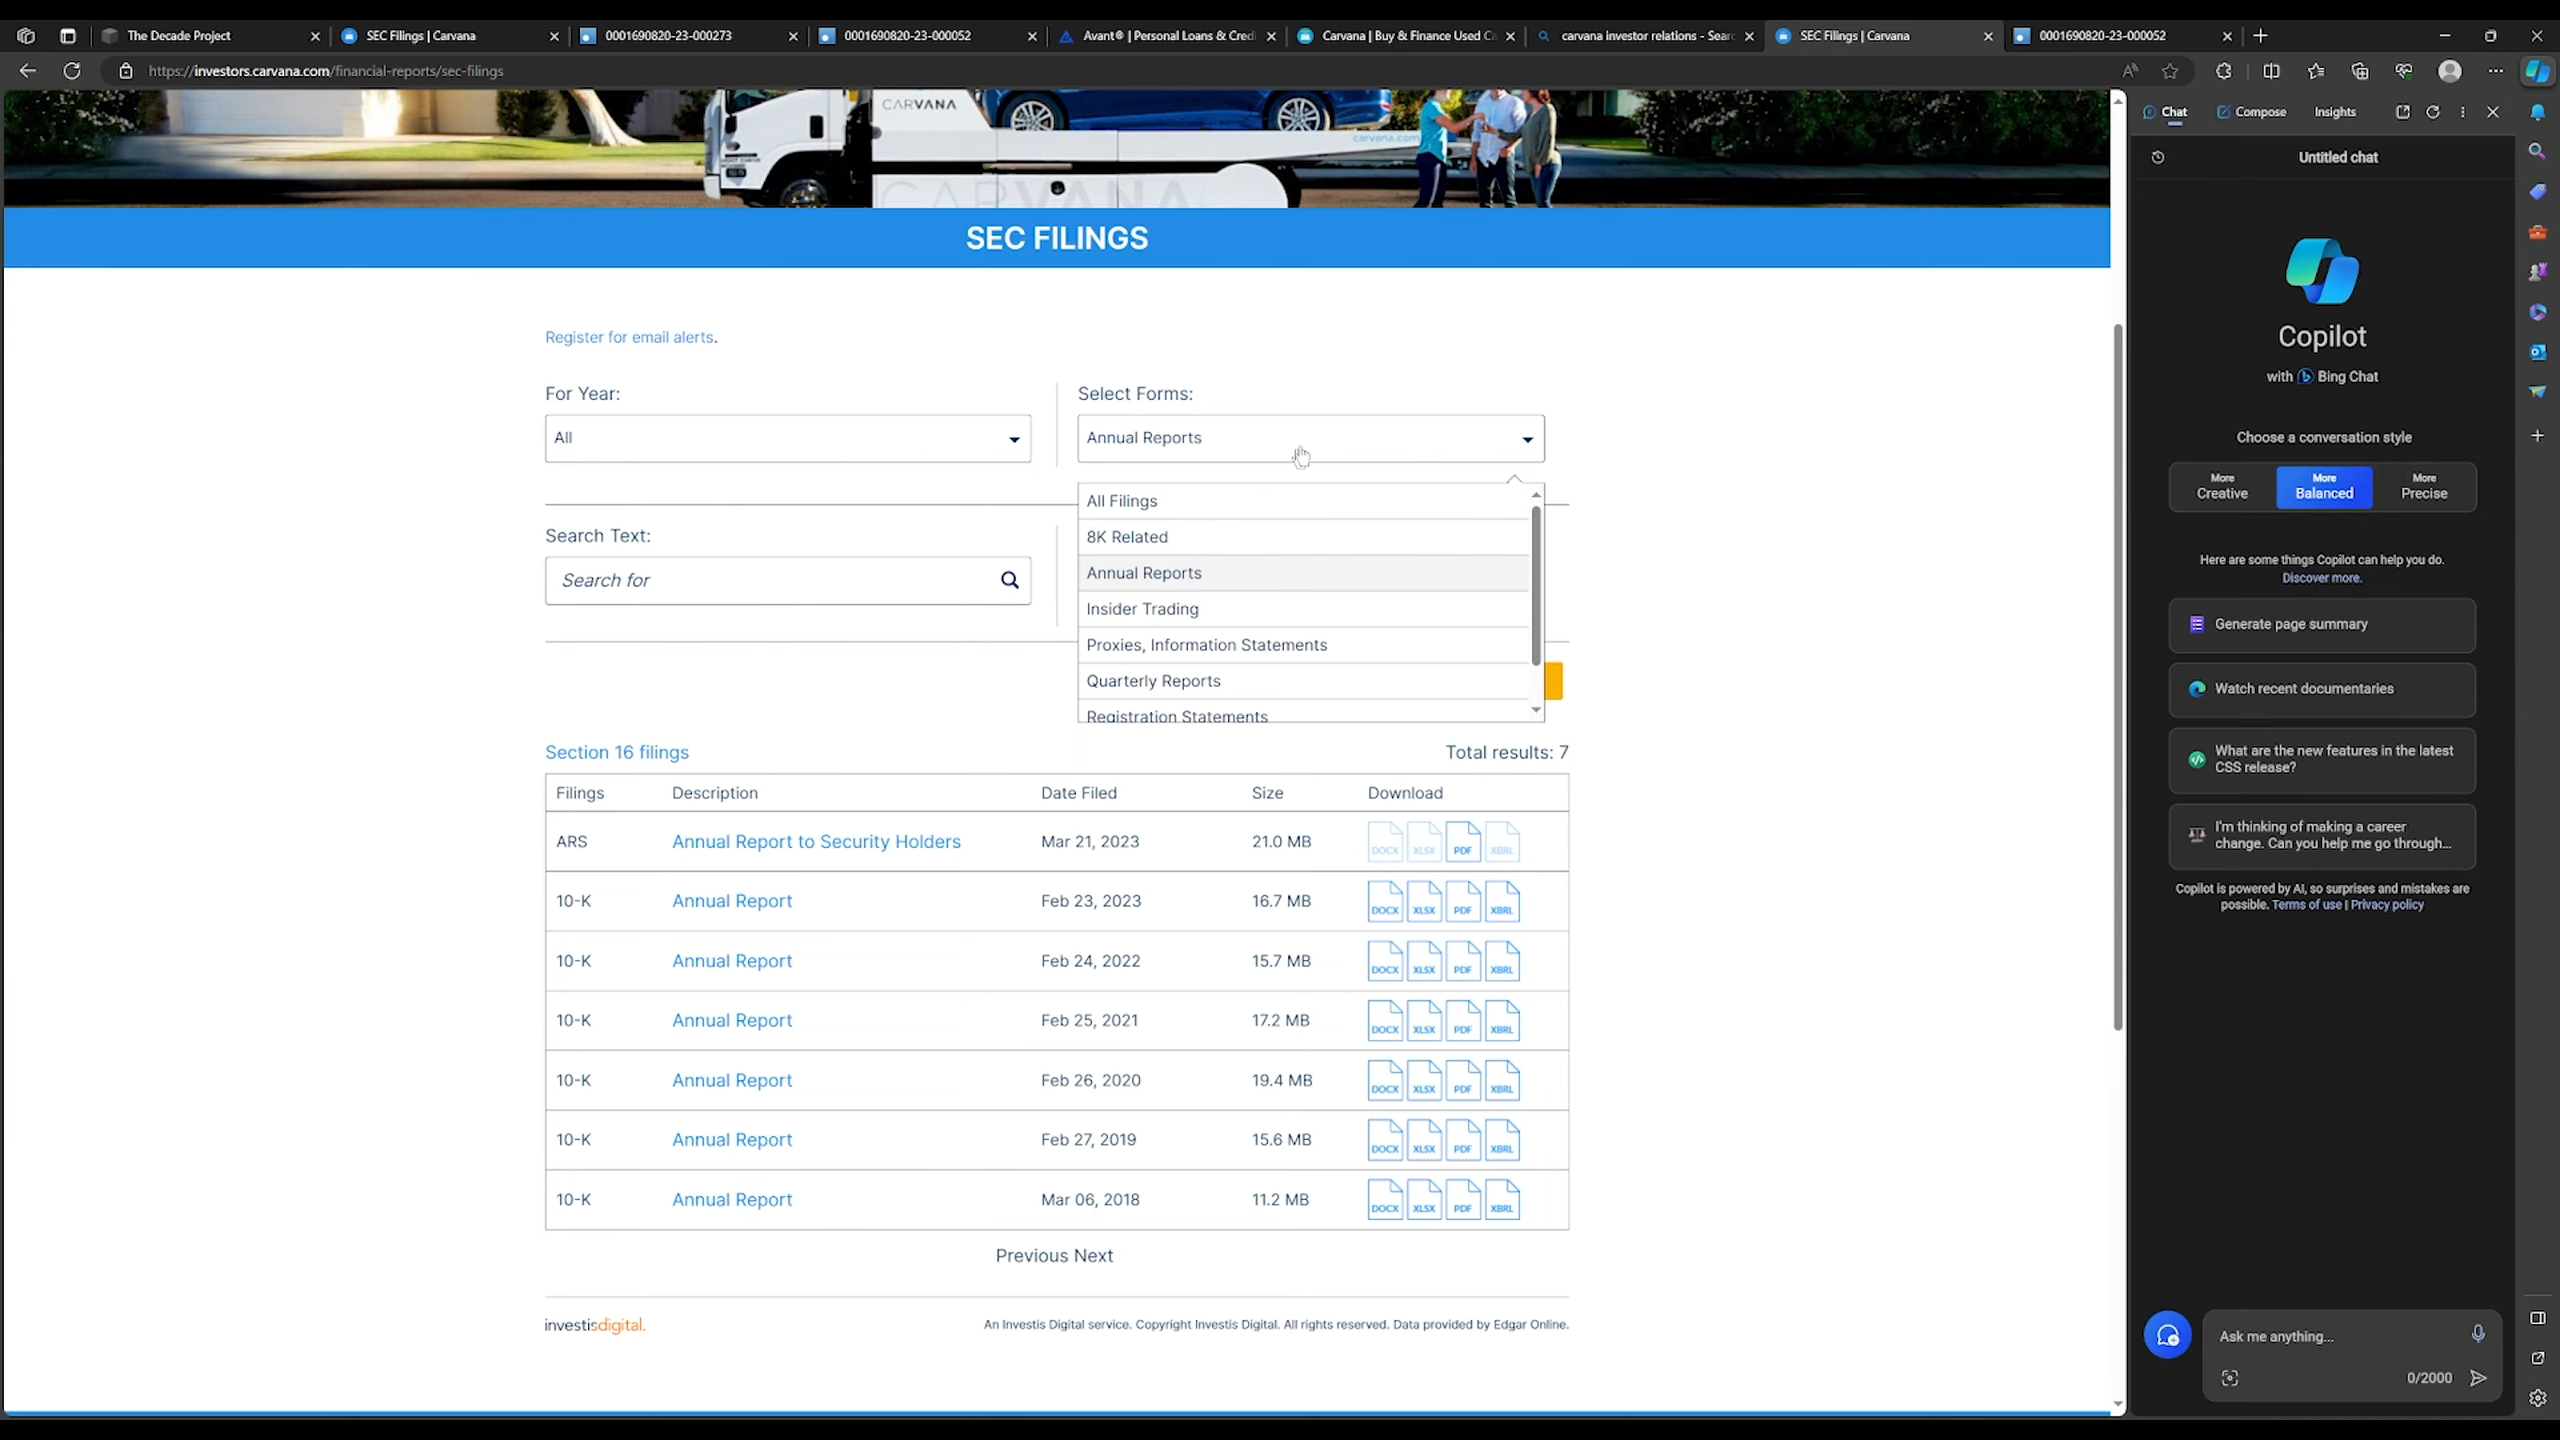 The Decade Project
SEC Filings | Carvana
0001690820-23-000273
0001690820-23-000052
Avant® | Personal Loans & Credi
Carvana | Buy & Finance Used Ca
carvana investor relations - Searc
SEC Filings | Carvana
0001690820-23-000052
https://investors.carvana.com/financial-reports/sec-filings
CARVANA
carvana.com
CARVANA
SEC FILINGS
Register for email alerts.
For Year:
Select Forms:
All
Annual Reports
All Filings
8K Related
Annual Reports
Insider Trading
Proxies, Information Statements
Quarterly Reports
Registration Statements
Search Text:
Search for
Section 16 filings
Total results: 7
Filings Description Date Filed Size Download
ARS Annual Report to Security Holders Mar 21, 2023 21.0 MB DOCX XLSX PDF XBRL
10-K Annual Report Feb 23, 2023 16.7 MB DOCX XLSX PDF XBRL
10-K Annual Report Feb 24, 2022 15.7 MB DOCX XLSX PDF XBRL
10-K Annual Report Feb 25, 2021 17.2 MB DOCX XLSX PDF XBRL
10-K Annual Report Feb 26, 2020 19.4 MB DOCX XLSX PDF XBRL
10-K Annual Report Feb 27, 2019 15.6 MB DOCX XLSX PDF XBRL
10-K Annual Report Mar 06, 2018 11.2 MB DOCX XLSX PDF XBRL
Previous Next
investisdigital.
An Investis Digital service. Copyright Investis Digital. All rights reserved. Data provided by Edgar Online.
Chat Compose Insights
Untitled chat
Copilot
with Bing Chat
Choose a conversation style
More Creative
More Balanced
More Precise
Here are some things Copilot can help you do.
Discover more.
Generate page summary
Watch recent documentaries
What are the new features in the latest
CSS release?
I'm thinking of making a career
change. Can you help me go through...
Copilot is powered by AI, so surprises and mistakes are
possible. Terms of use | Privacy policy
Ask me anything...
0/2000